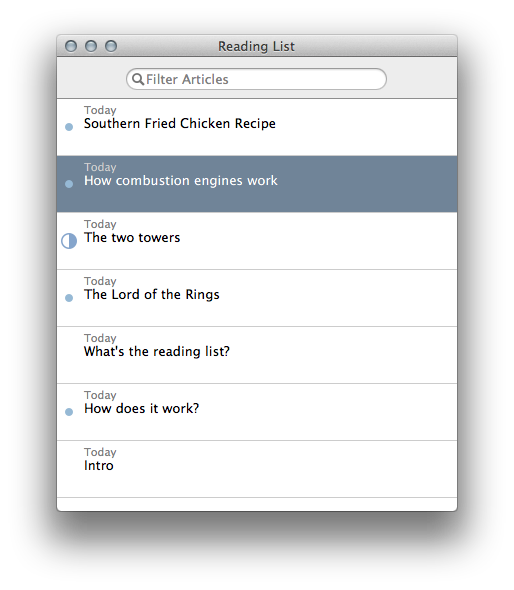 Reading List
Filter Articles
Today
Southern Fried Chicken Recipe
Today
How combustion engines work
Today
The two towers
Today
The Lord of the Rings
Today
What's the reading list?
Today
How does it work?
Today
Intro